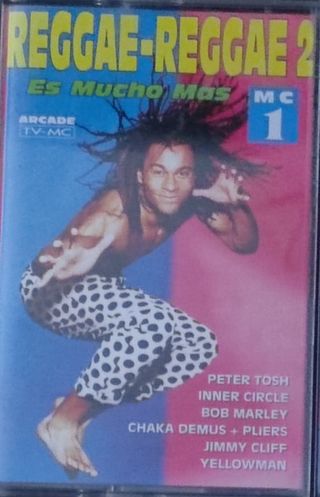 REGGAE-REGGAE 2
Es Mucho Mas
MC
1
ARCADE
TV-MC
PETER TOSH
INNER CIRCLE
BOB MARLEY
CHAKA DEMUS + PLIERS
JIMMY CLIFF
YELLOWMAN